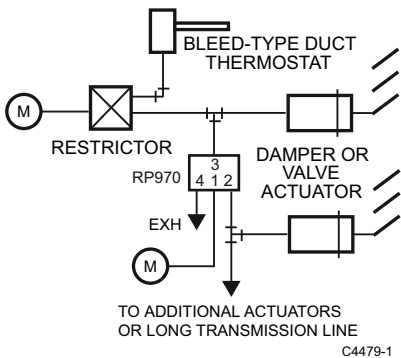 BLEED-TYPE DUCT
THERMOSTAT
M
RESTRICTOR
DAMPER OR
VALVE
ACTUATOR
RP970
3
4 1 2
EXH
M
TO ADDITIONAL ACTUATORS
OR LONG TRANSMISSION LINE
C4479-1